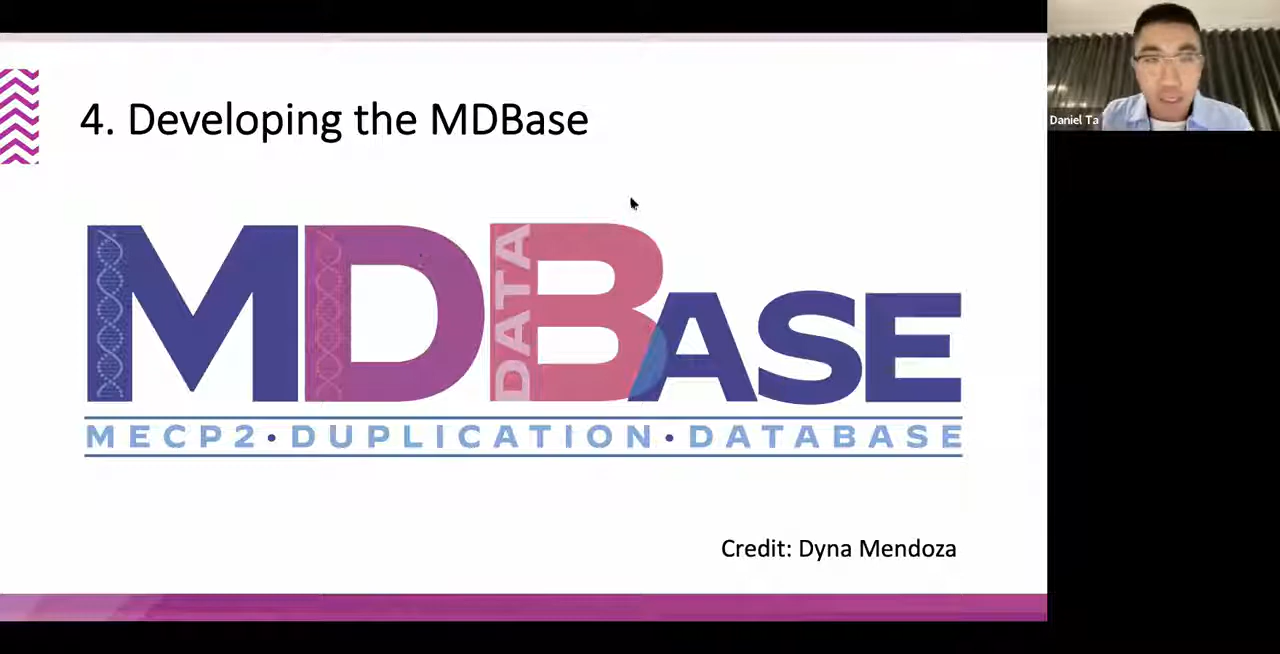 4. Developing the MDBase
MDBASE
DATA
MECP2•DUPLICATION•DATABASE
Credit: Dyna Mendoza
Daniel Ta